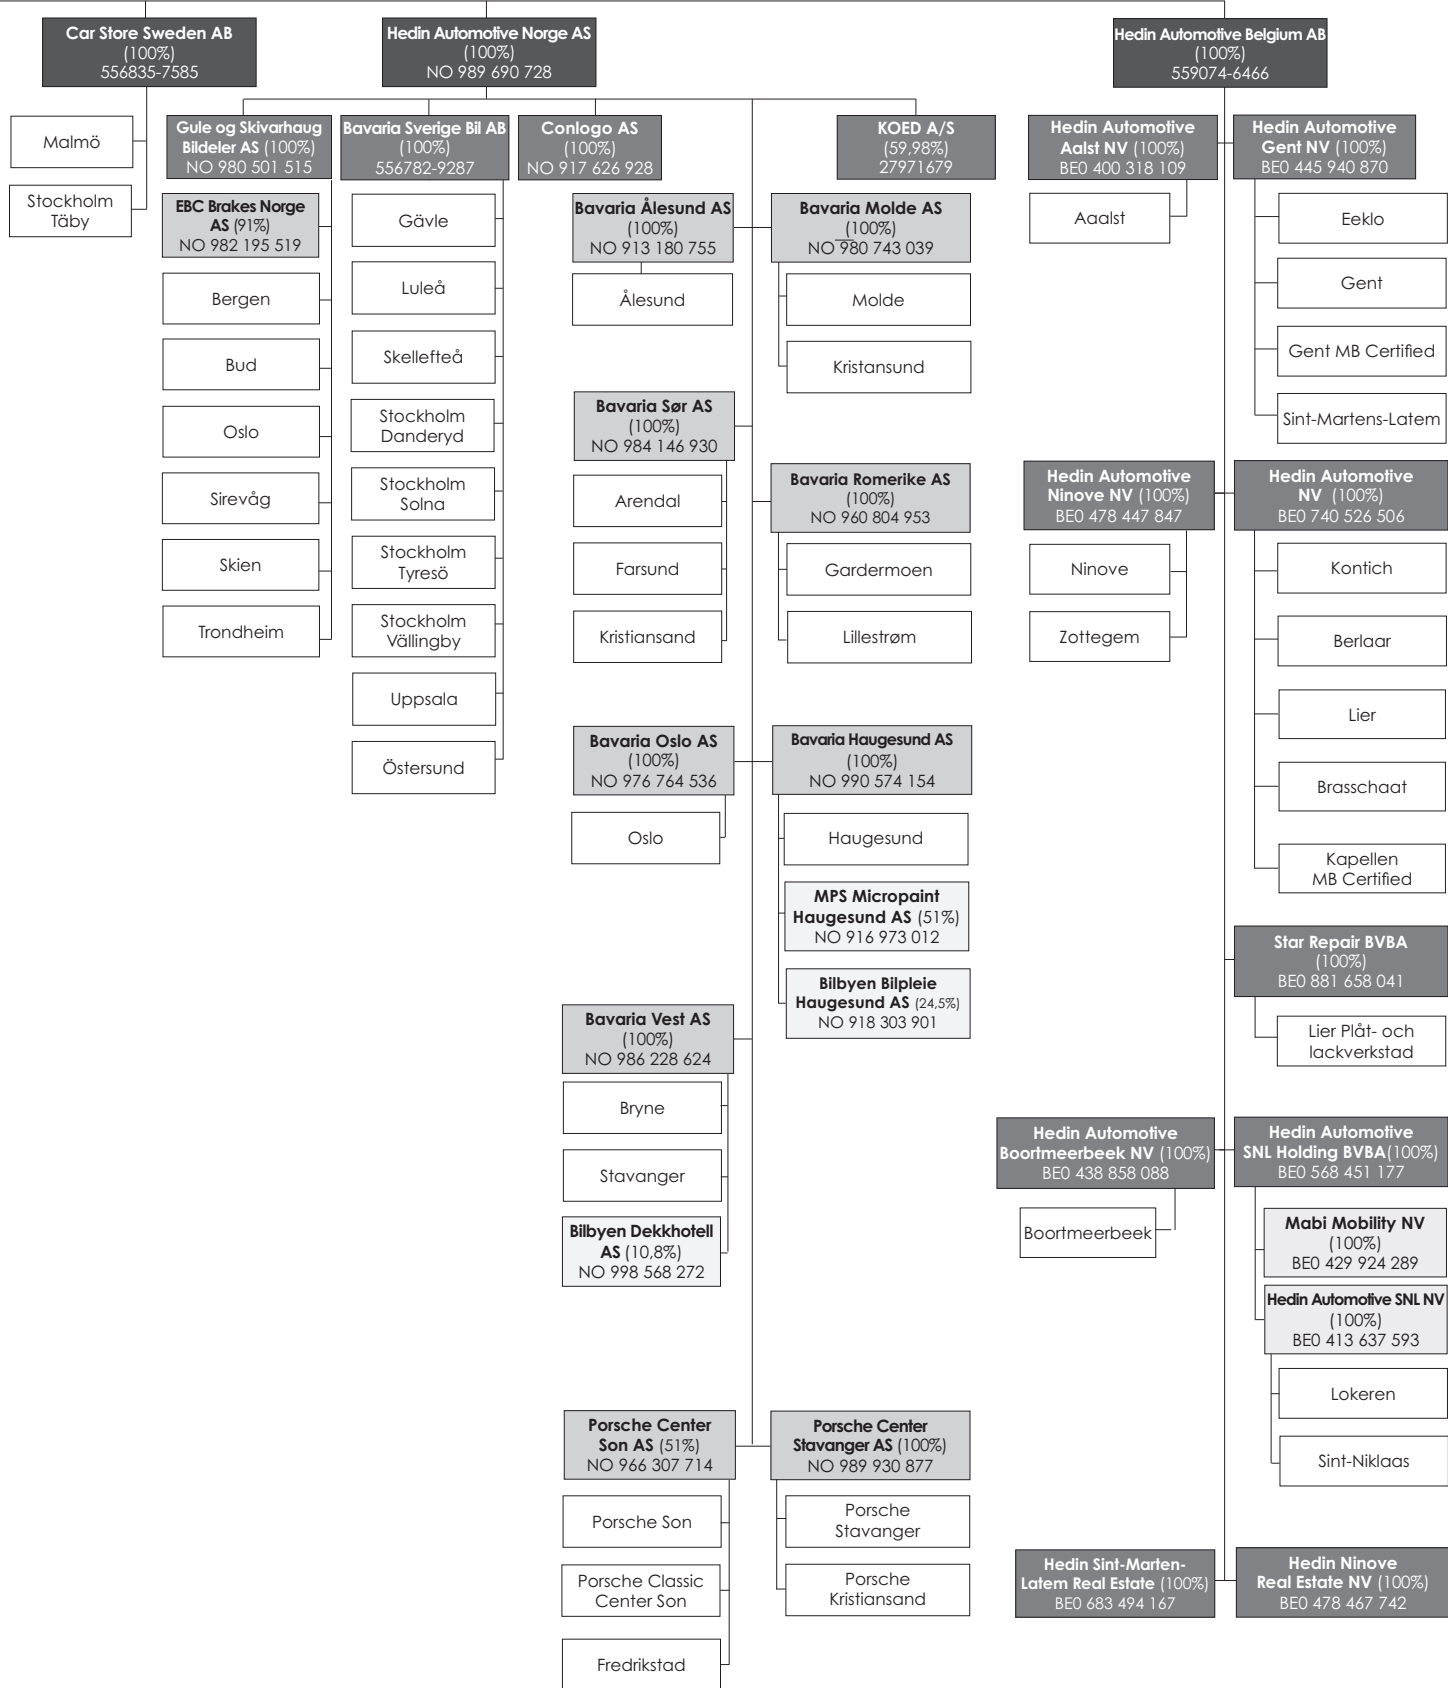 Car Store Sweden AB
(100%)
556835-7585
Malmö
Stockholm
Täby
Hedin Automotive Norge AS
(100%)
NO 989 690 728
Gule og Skivarhaug
Bildeler AS (100%)
NO 980 501 515
EBC Brakes Norge
AS (91%)
NO 982 195 519
Bergen
Bud
Oslo
Sirevåg
Skien
Trondheim
Bavaria Sverige Bil AB
(100%)
556782-9287
Gävle
Luleå
Skellefteå
Stockholm
Danderyd
Stockholm
Solna
Stockholm
Tyresö
Stockholm
Vällingby
Uppsala
Östersund
Conlogo AS
(100%)
NO 917 626 928
KOED A/S
(59,98%)
27971679
Bavaria Ålesund AS
(100%)
NO 913 180 755
Ålesund
Bavaria Molde AS
(100%)
NO 980 743 039
Molde
Kristansund
Bavaria Sør AS
(100%)
NO 984 146 930
Arendal
Farsund
Kristiansand
Bavaria Romerike AS
(100%)
NO 960 804 953
Gardermoen
Lillestrøm
Bavaria Oslo AS
(100%)
NO 976 764 536
Oslo
Bavaria Haugesund AS
(100%)
NO 990 574 154
Haugesund
MPS Micropaint
Haugesund AS (51%)
NO 916 973 012
Bilbyen Bilpleie
Haugesund AS (24,5%)
NO 918 303 901
Bavaria Vest AS
(100%)
NO 986 228 624
Bryne
Stavanger
Bilbyen Dekkhotell
AS (10,8%)
NO 998 568 272
Porsche Center
Son AS (51%)
NO 966 307 714
Porsche Son
Porsche Classic
Center Son
Fredrikstad
Porsche Center
Stavanger AS (100%)
NO 989 930 877
Porsche
Stavanger
Porsche
Kristiansand
Hedin Automotive Belgium AB
(100%)
559074-6466
Hedin Automotive
Aalst NV (100%)
BE0 400 318 109
Aaalst
Hedin Automotive
Gent NV (100%)
BE0 445 940 870
Eeklo
Gent
Gent MB Certified
Sint-Martens-Latem
Hedin Automotive
Ninove NV (100%)
BE0 478 447 847
Ninove
Zottegem
Hedin Automotive
NV (100%)
BE0 740 526 506
Kontich
Berlaar
Lier
Brasschaat
Kapellen
MB Certified
Star Repair BVBA
(100%)
BE0 881 658 041
Lier Plåt- och
lackverkstad
Hedin Automotive
Boortmeerbeek NV (100%)
BE0 438 858 088
Boortmeerbeek
Hedin Automotive
SNL Holding BVBA(100%)
BE0 568 451 177
Mabi Mobility NV
(100%)
BE0 429 924 289
Hedin Automotive SNL NV
(100%)
BE0 413 637 593
Lokeren
Sint-Niklaas
Hedin Sint-Marten-
Latem Real Estate (100%)
BE0 683 494 167
Hedin Ninove
Real Estate NV (100%)
BE0 478 467 742